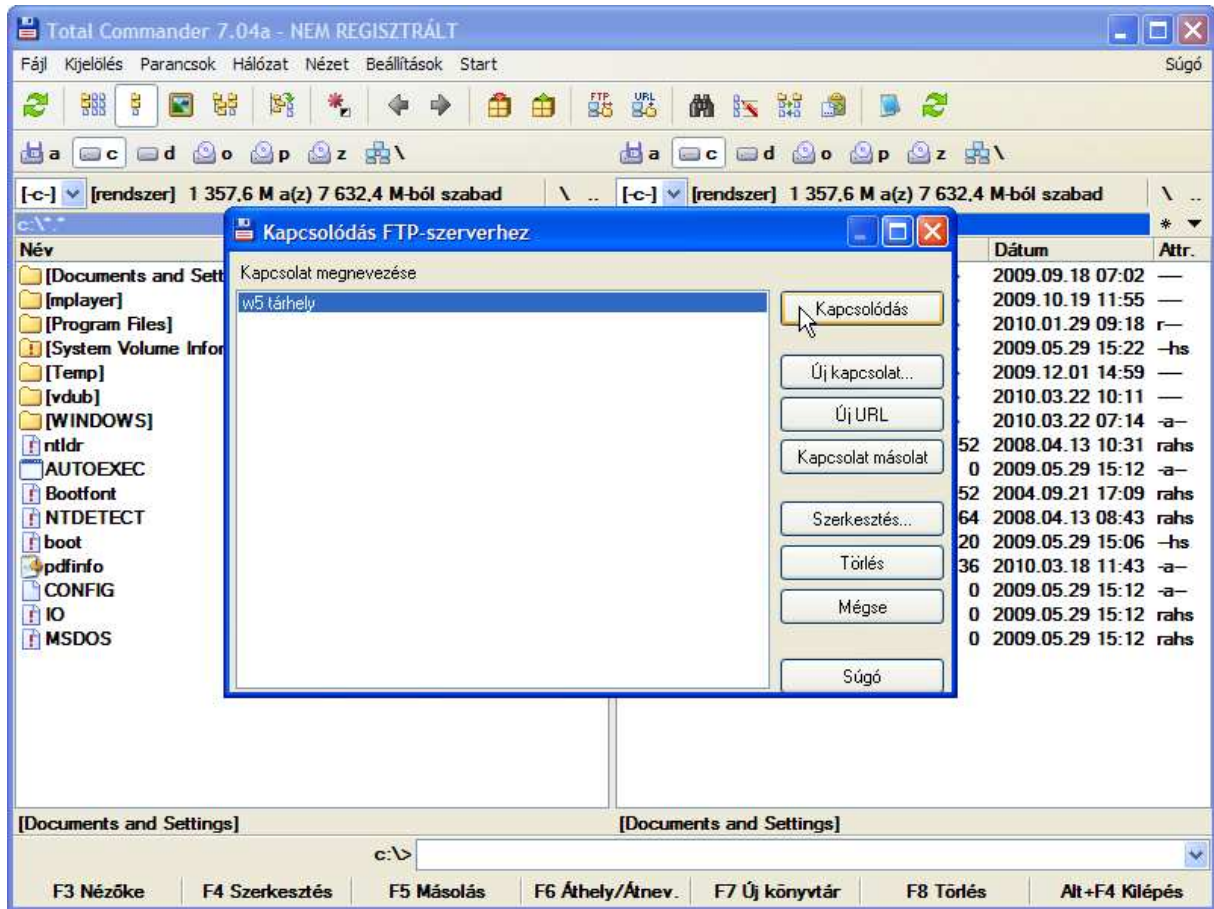 Total Commander 7.04a - NEM REGISZTRÁLT
Fájl Kijelölés Parancsok Hálózat Nézet Beállítások Start Súgó
FTP URL
a c d o p z \ a c d o p z \
[-c-] [rendszer] 1 357,6 M a(z) 7 632,4 M-ból szabad \ .. [-c-] [rendszer] 1 357,6 M a(z) 7 632,4 M-ból szabad \ ..
c:\*.* * ▼
Név Dátum Attr.
[Documents and Sett 2009.09.18 07:02 —
[mplayer] 2009.10.19 11:55 —
[Program Files] 2010.01.29 09:18 r—
[System Volume Infor 2009.05.29 15:22 –hs
[Temp] 2009.12.01 14:59 —
[vdub] 2010.03.22 10:11 —
[WINDOWS] 2010.03.22 07:14 -a–
ntldr 52 2008.04.13 10:31 rahs
AUTOEXEC 0 2009.05.29 15:12 -a–
Bootfont 52 2004.09.21 17:09 rahs
NTDETECT 64 2008.04.13 08:43 rahs
boot 20 2009.05.29 15:06 –hs
pdfinfo 36 2010.03.18 11:43 -a–
CONFIG 0 2009.05.29 15:12 -a–
IO 0 2009.05.29 15:12 rahs
MSDOS 0 2009.05.29 15:12 rahs
Kapcsolódás FTP-szerverhez
Kapcsolat megnevezése
w5 tárhely
Kapcsolódás
Új kapcsolat...
Új URL
Kapcsolat másolat
Szerkesztés...
Törlés
Mégse
Súgó
[Documents and Settings] [Documents and Settings]
c:\>
F3 Nézőke F4 Szerkesztés F5 Másolás F6 Áthely/Átnev. F7 Új könyvtár F8 Törlés Alt+F4 Kilépés